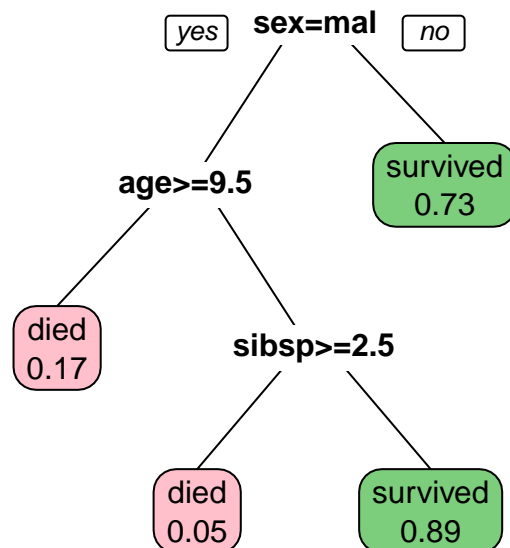 yes
sex=mal
no
age>=9.5
survived
0.73
died
0.17
sibsp>=2.5
died
0.05
survived
0.89